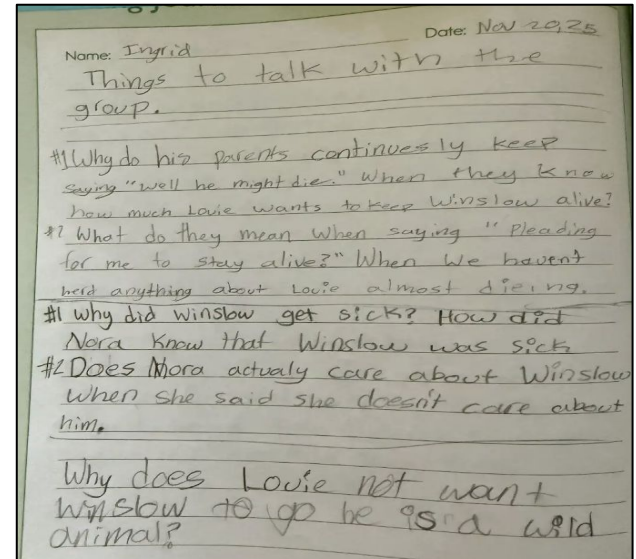 Date: Nov 20, 25
Name: Ingrid
Things to talk with the
group.
#1 Why do his parents continuesly keep
saying "well he might die." When they know
how much Louie wants to keep Winslow alive?
#2 What do they mean when saying "Pleading
for me to stay alive?" When we havent
herd anything about Louie almost dieing.
#1 Why did Winslow get sick? How did
Nora know that Winslow was sick
#2 Does Nora actualy care about Winslow
When she said she doesn't care about
him.
Why does Louie not want
Winslow to go he is a wild
animal?